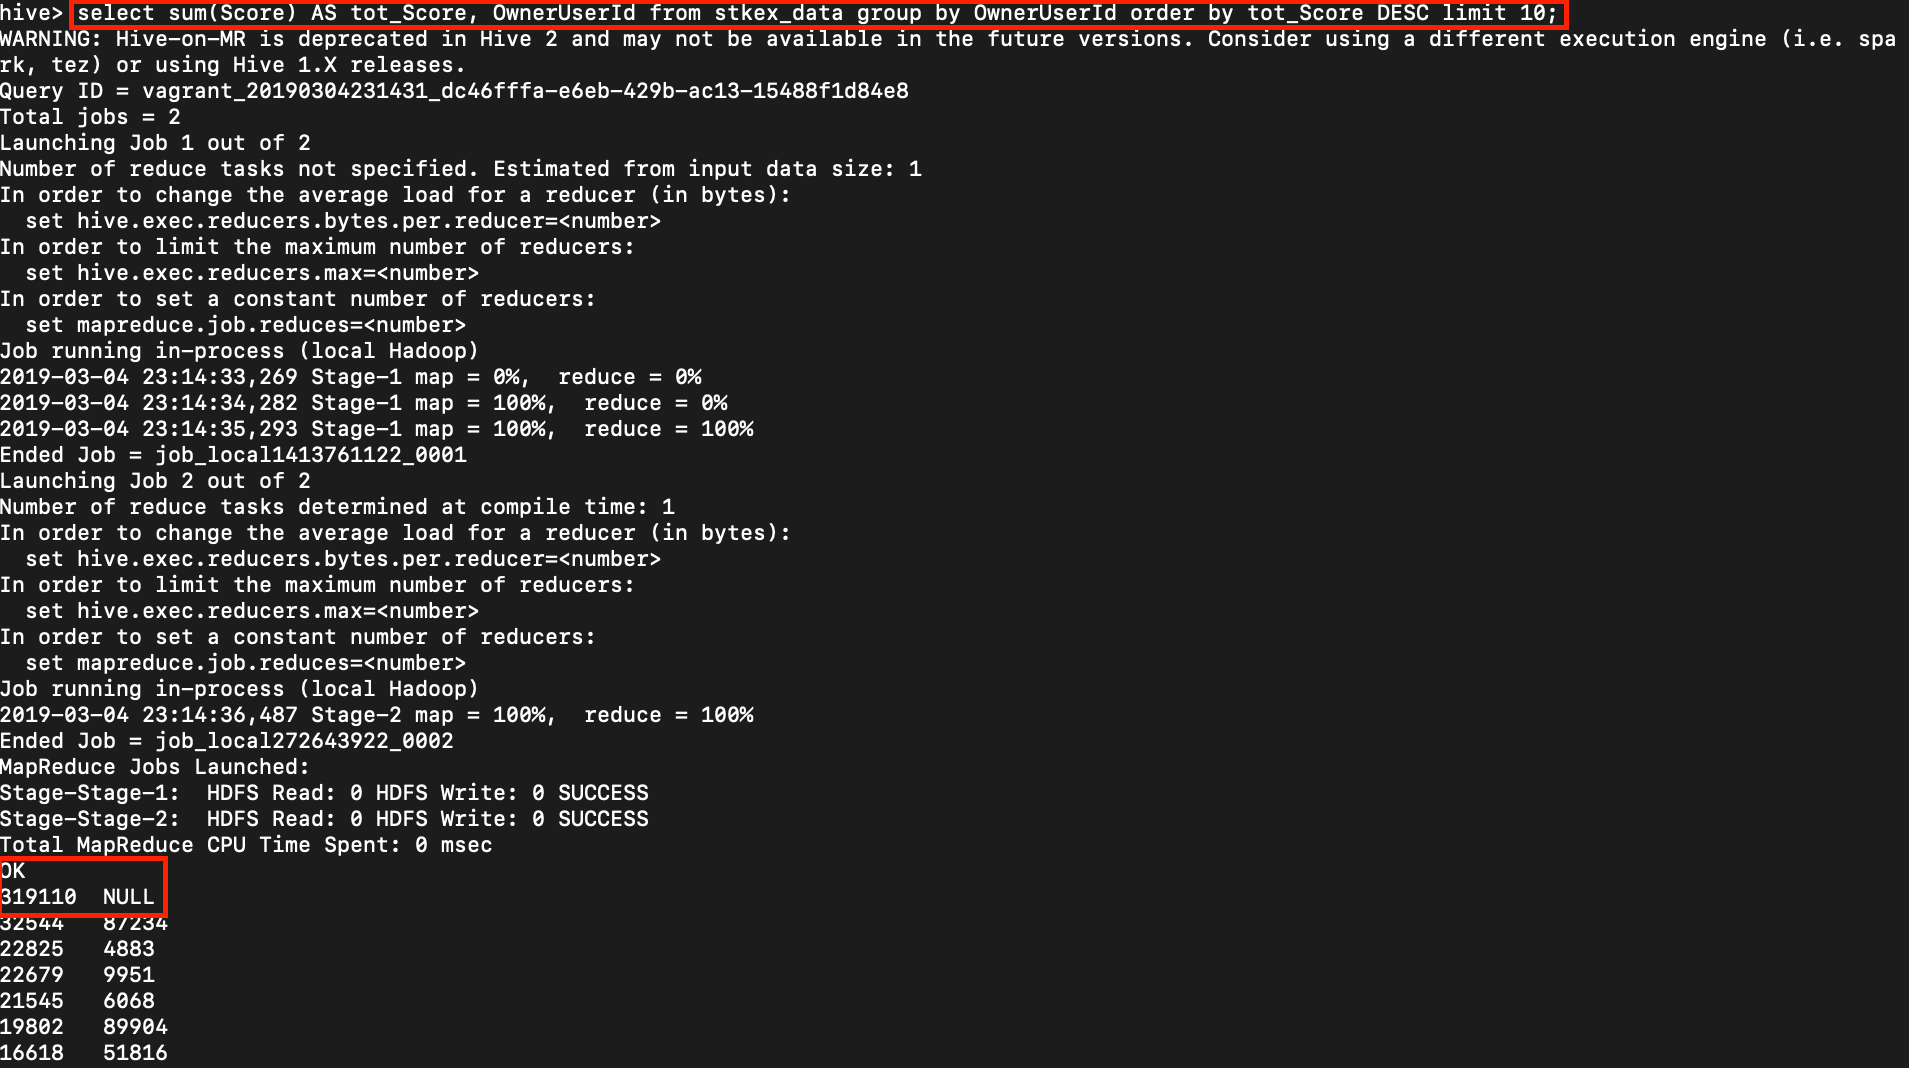 hive> select sum(Score) AS tot_Score, OwnerUserId from stkex_data group by OwnerUserId order by tot_Score DESC limit 10;
WARNING: Hive-on-MR is deprecated in Hive 2 and may not be available in the future versions. Consider using a different execution engine (i.e. spa
rk, tez) or using Hive 1.X releases.
Query ID = vagrant_20190304231431_dc46fffa-e6eb-429b-ac13-15488f1d84e8
Total jobs = 2
Launching Job 1 out of 2
Number of reduce tasks not specified. Estimated from input data size: 1
In order to change the average load for a reducer (in bytes):
  set hive.exec.reducers.bytes.per.reducer=<number>
In order to limit the maximum number of reducers:
  set hive.exec.reducers.max=<number>
In order to set a constant number of reducers:
  set mapreduce.job.reduces=<number>
Job running in-process (local Hadoop)
2019-03-04 23:14:33,269 Stage-1 map = 0%,  reduce = 0%
2019-03-04 23:14:34,282 Stage-1 map = 100%,  reduce = 0%
2019-03-04 23:14:35,293 Stage-1 map = 100%,  reduce = 100%
Ended Job = job_local1413761122_0001
Launching Job 2 out of 2
Number of reduce tasks determined at compile time: 1
In order to change the average load for a reducer (in bytes):
  set hive.exec.reducers.bytes.per.reducer=<number>
In order to limit the maximum number of reducers:
  set hive.exec.reducers.max=<number>
In order to set a constant number of reducers:
  set mapreduce.job.reduces=<number>
Job running in-process (local Hadoop)
2019-03-04 23:14:36,487 Stage-2 map = 100%,  reduce = 100%
Ended Job = job_local272643922_0002
MapReduce Jobs Launched:
Stage-Stage-1:  HDFS Read: 0 HDFS Write: 0 SUCCESS
Stage-Stage-2:  HDFS Read: 0 HDFS Write: 0 SUCCESS
Total MapReduce CPU Time Spent: 0 msec
OK
319110  NULL
32544   87234
22825   4883
22679   9951
21545   6068
19802   89904
16618   51816